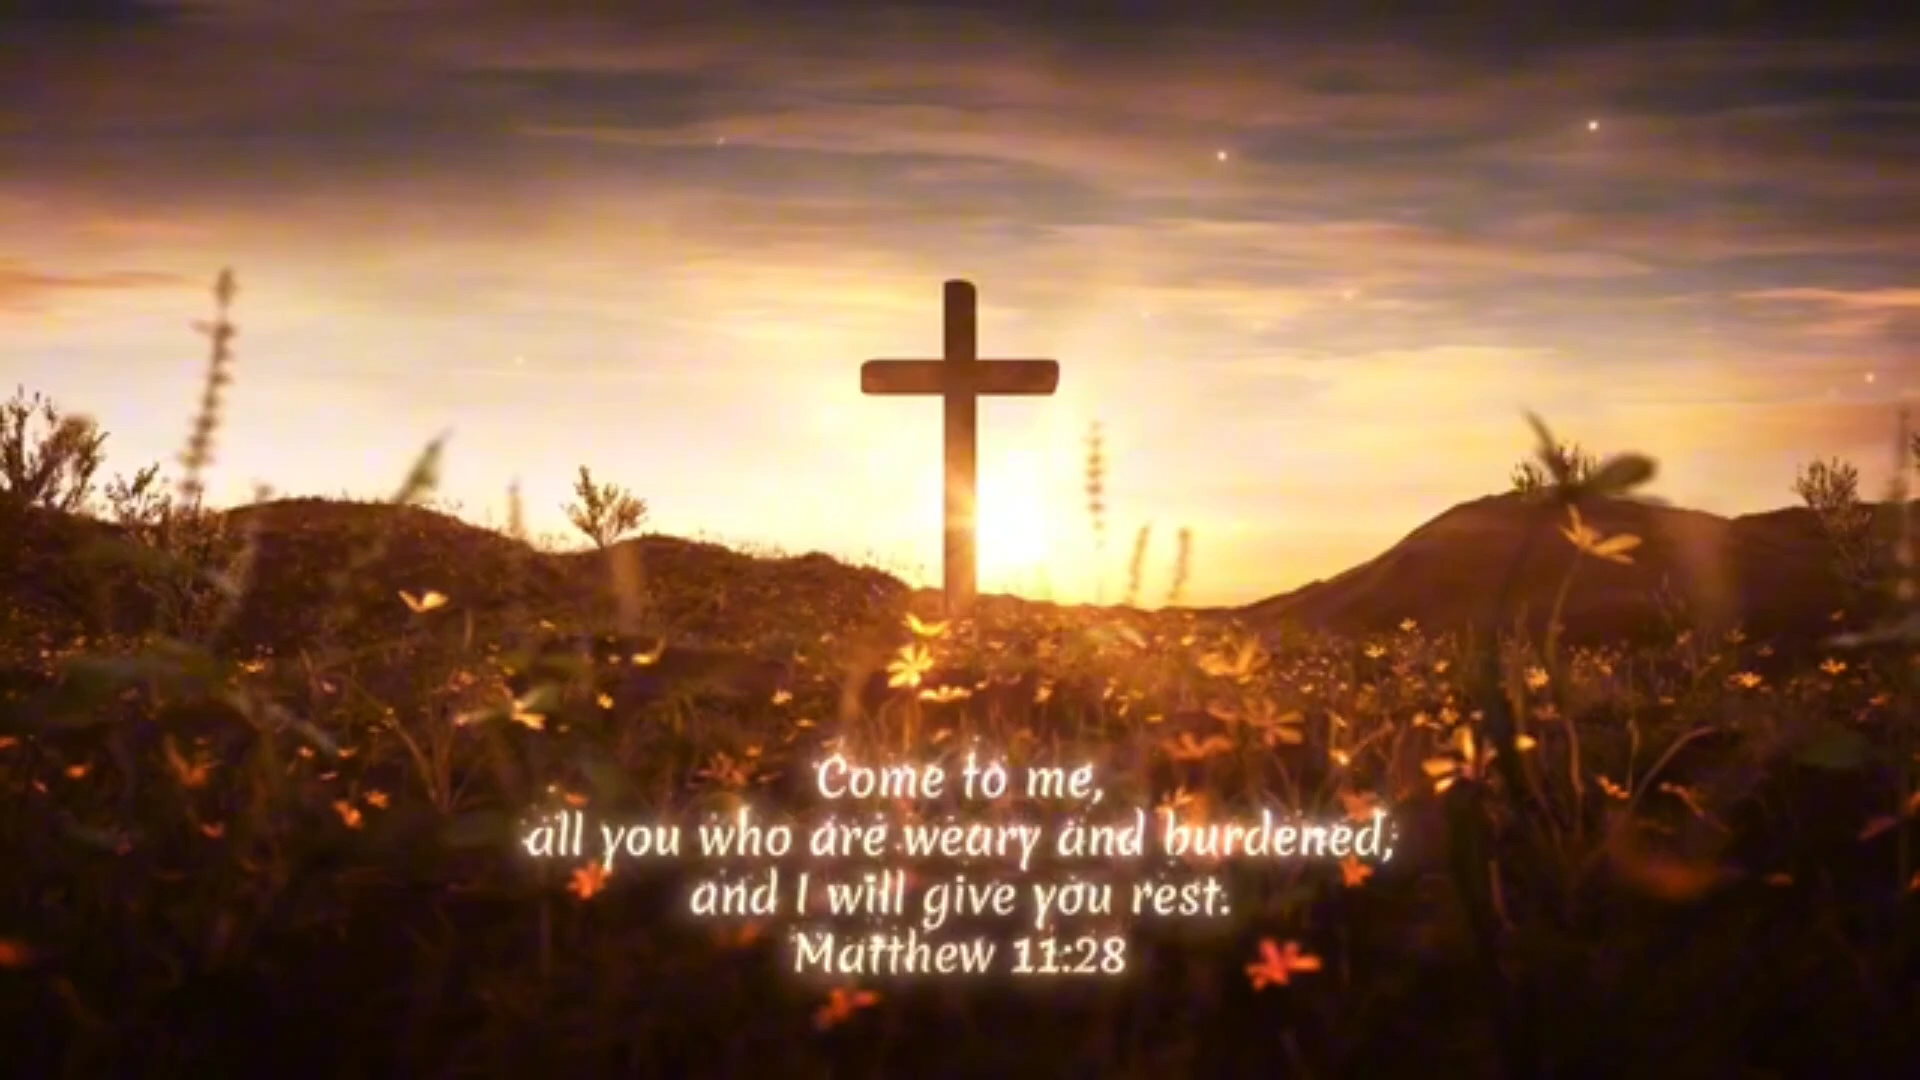 Come to me,
all you who are weary and burdened,
and I will give you rest.
Matthew 11:28